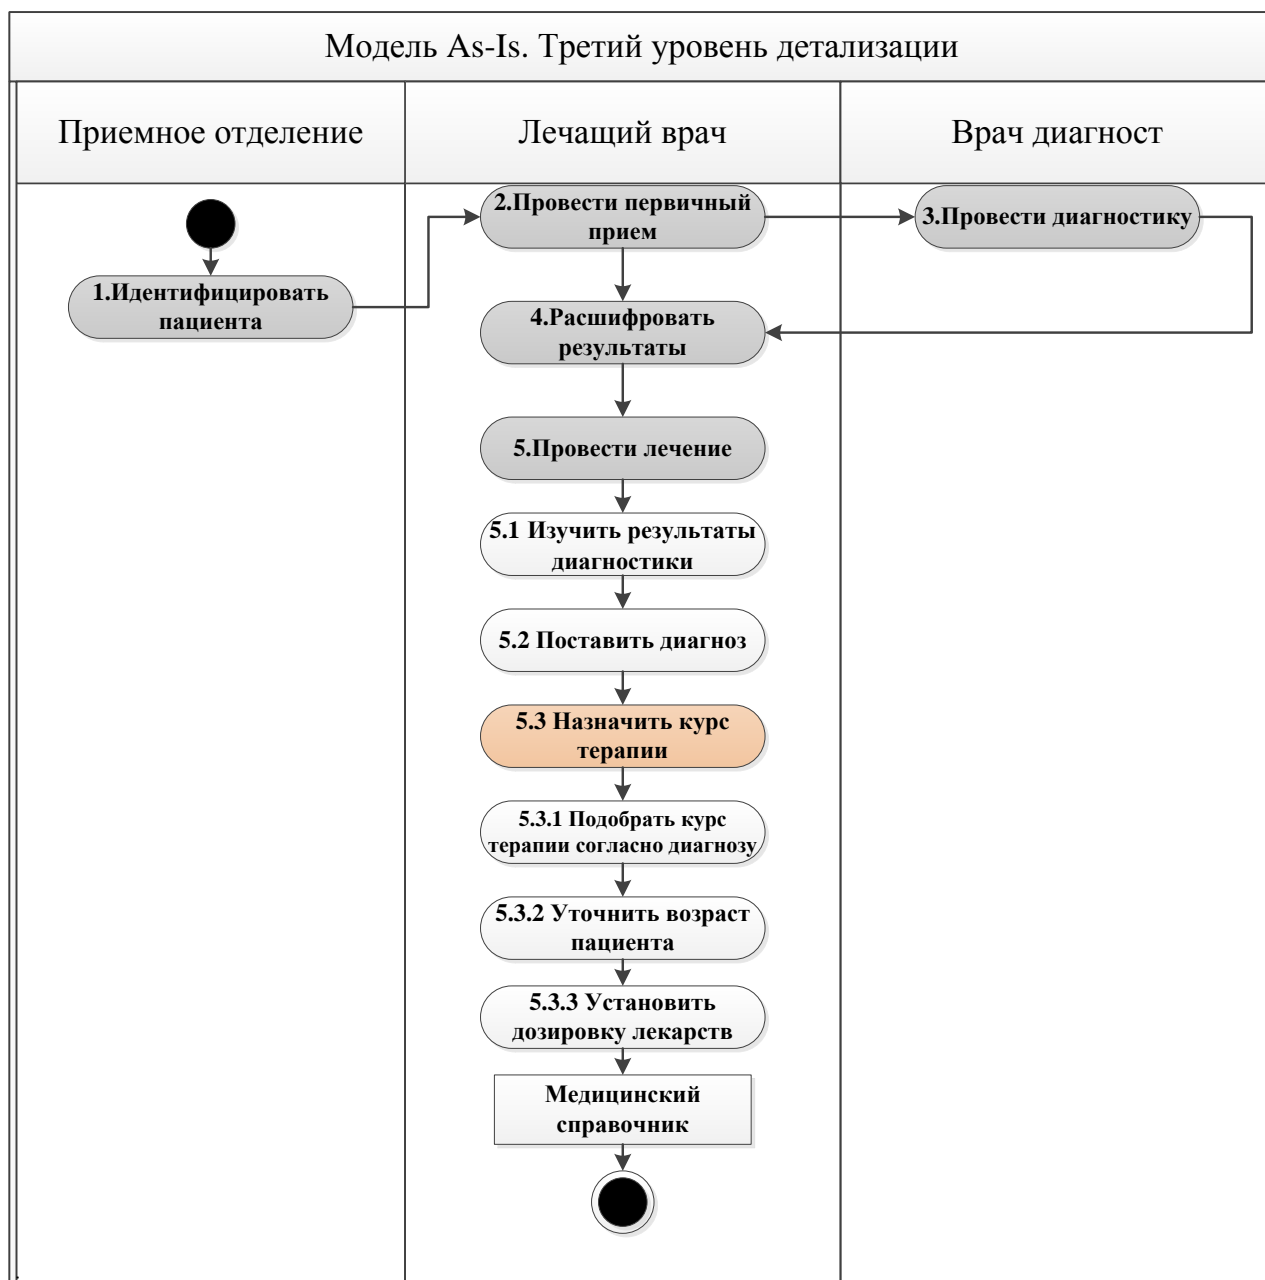 Модель As-Is. Третий уровень детализации
Приемное отделение
Лечащий врач
Врач диагност
1.Идентифицировать
пациента
2.Провести первичный
прием
3.Провести диагностику
4.Расшифровать
результаты
5.Провести лечение
5.1 Изучить результаты
диагностики
5.2 Поставить диагноз
5.3 Назначить курс
терапии
5.3.1 Подобрать курс
терапии согласно диагнозу
5.3.2 Уточнить возраст
пациента
5.3.3 Установить
дозировку лекарств
Медицинский
справочник